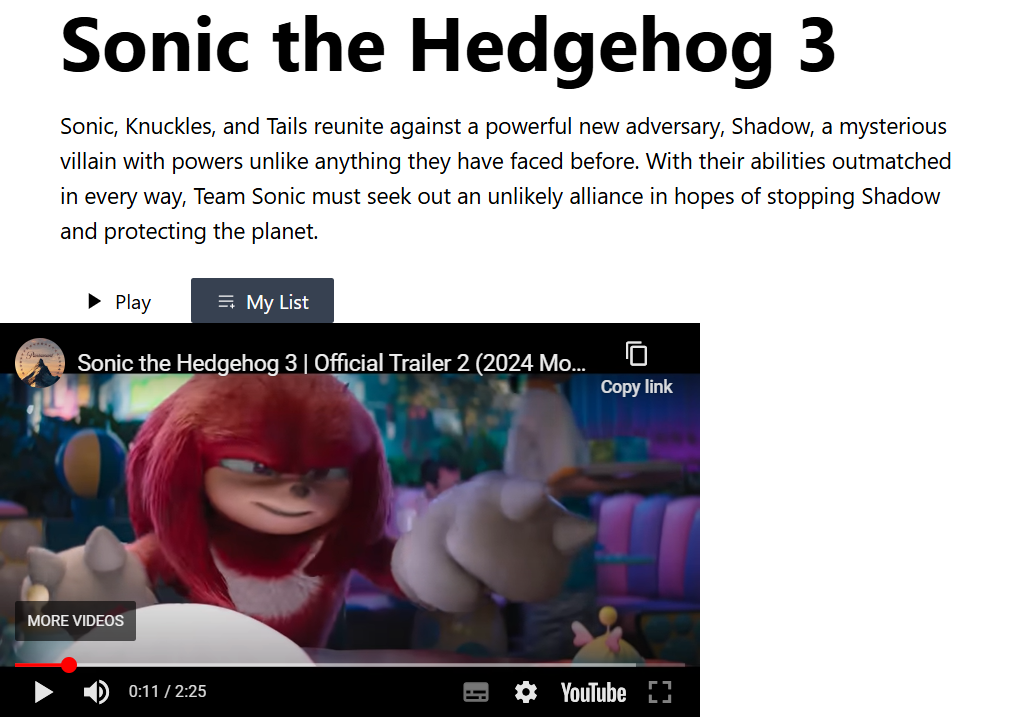 Sonic the Hedgehog 3
Sonic, Knuckles, and Tails reunite against a powerful new adversary, Shadow, a mysterious
villain with powers unlike anything they have faced before. With their abilities outmatched
in every way, Team Sonic must seek out an unlikely alliance in hopes of stopping Shadow
and protecting the planet.
Play
My List
Sonic the Hedgehog 3 | Official Trailer 2 (2024 Mo...
Copy link
MORE VIDEOS
0:11 / 2:25
YouTube